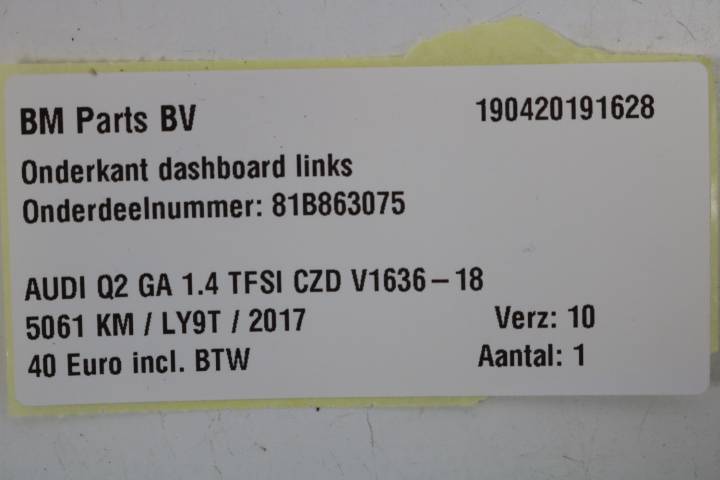 BM Parts BV 190420191628
Onderkant dashboard links
Onderdeelnummer: 81B863075
AUDI Q2 GA 1.4 TFSI CZD V1636-18
5061 KM / LY9T / 2017 Verz: 10
40 Euro incl. BTW Aantal: 1